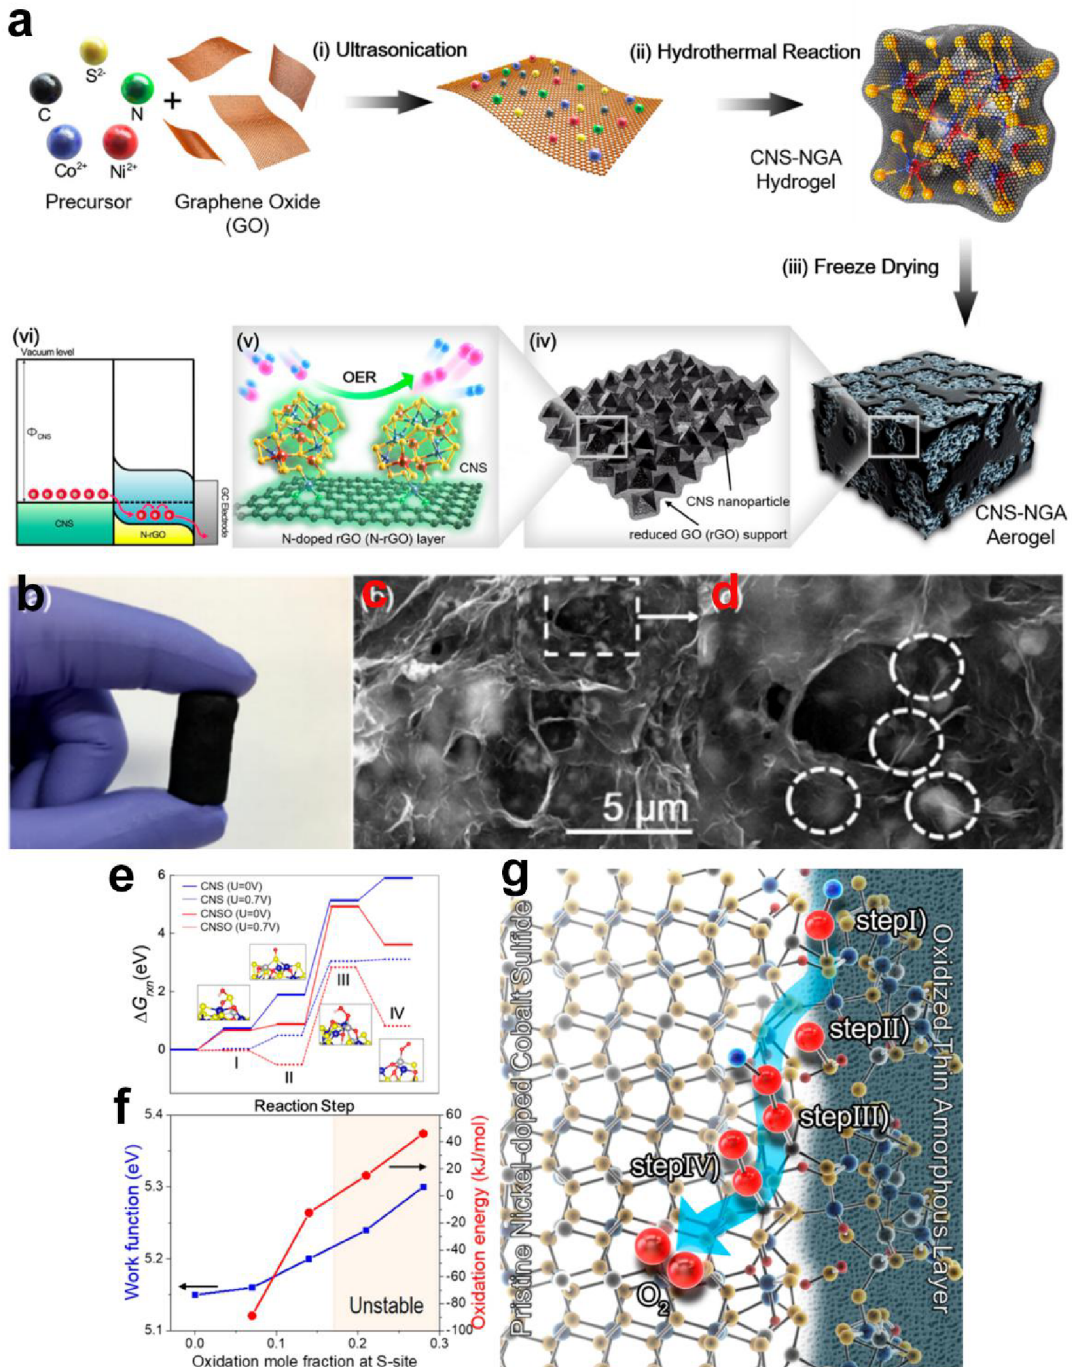 a
(i) Ultrasonication
(ii) Hydrothermal Reaction
S2-
C
N
+
Co2+
Ni2+
Precursor
Graphene Oxide
(GO)
CNS-NGA
Hydrogel
(iii) Freeze Drying
(vi)
Vacuum level
ΦCNS
CNS
N-rGO
GC Electrode
(v)
OER
CNS
N-doped rGO (N-rGO) layer
(iv)
CNS nanoparticle
reduced GO (rGO) support
CNS-NGA
Aerogel
b
c
d
5 μm
e
6
4
2
0
ΔGrxn(eV)
CNS (U=0V)
CNS (U=0.7V)
CNSO (U=0V)
CNSO (U=0.7V)
I
II
III
IV
Reaction Step
f
5.4
5.3
5.2
5.1
Work function (eV)
60
40
20
0
-20
-40
-60
-80
-100
Oxidation energy (kJ/mol)
Unstable
0.0
0.1
0.2
0.3
Oxidation mole fraction at S-site
g
Pristine Nickel-doped Cobalt Sulfide
stepI)
stepII)
stepIII)
stepIV)
O2
Oxidized Thin Amorphous Layer